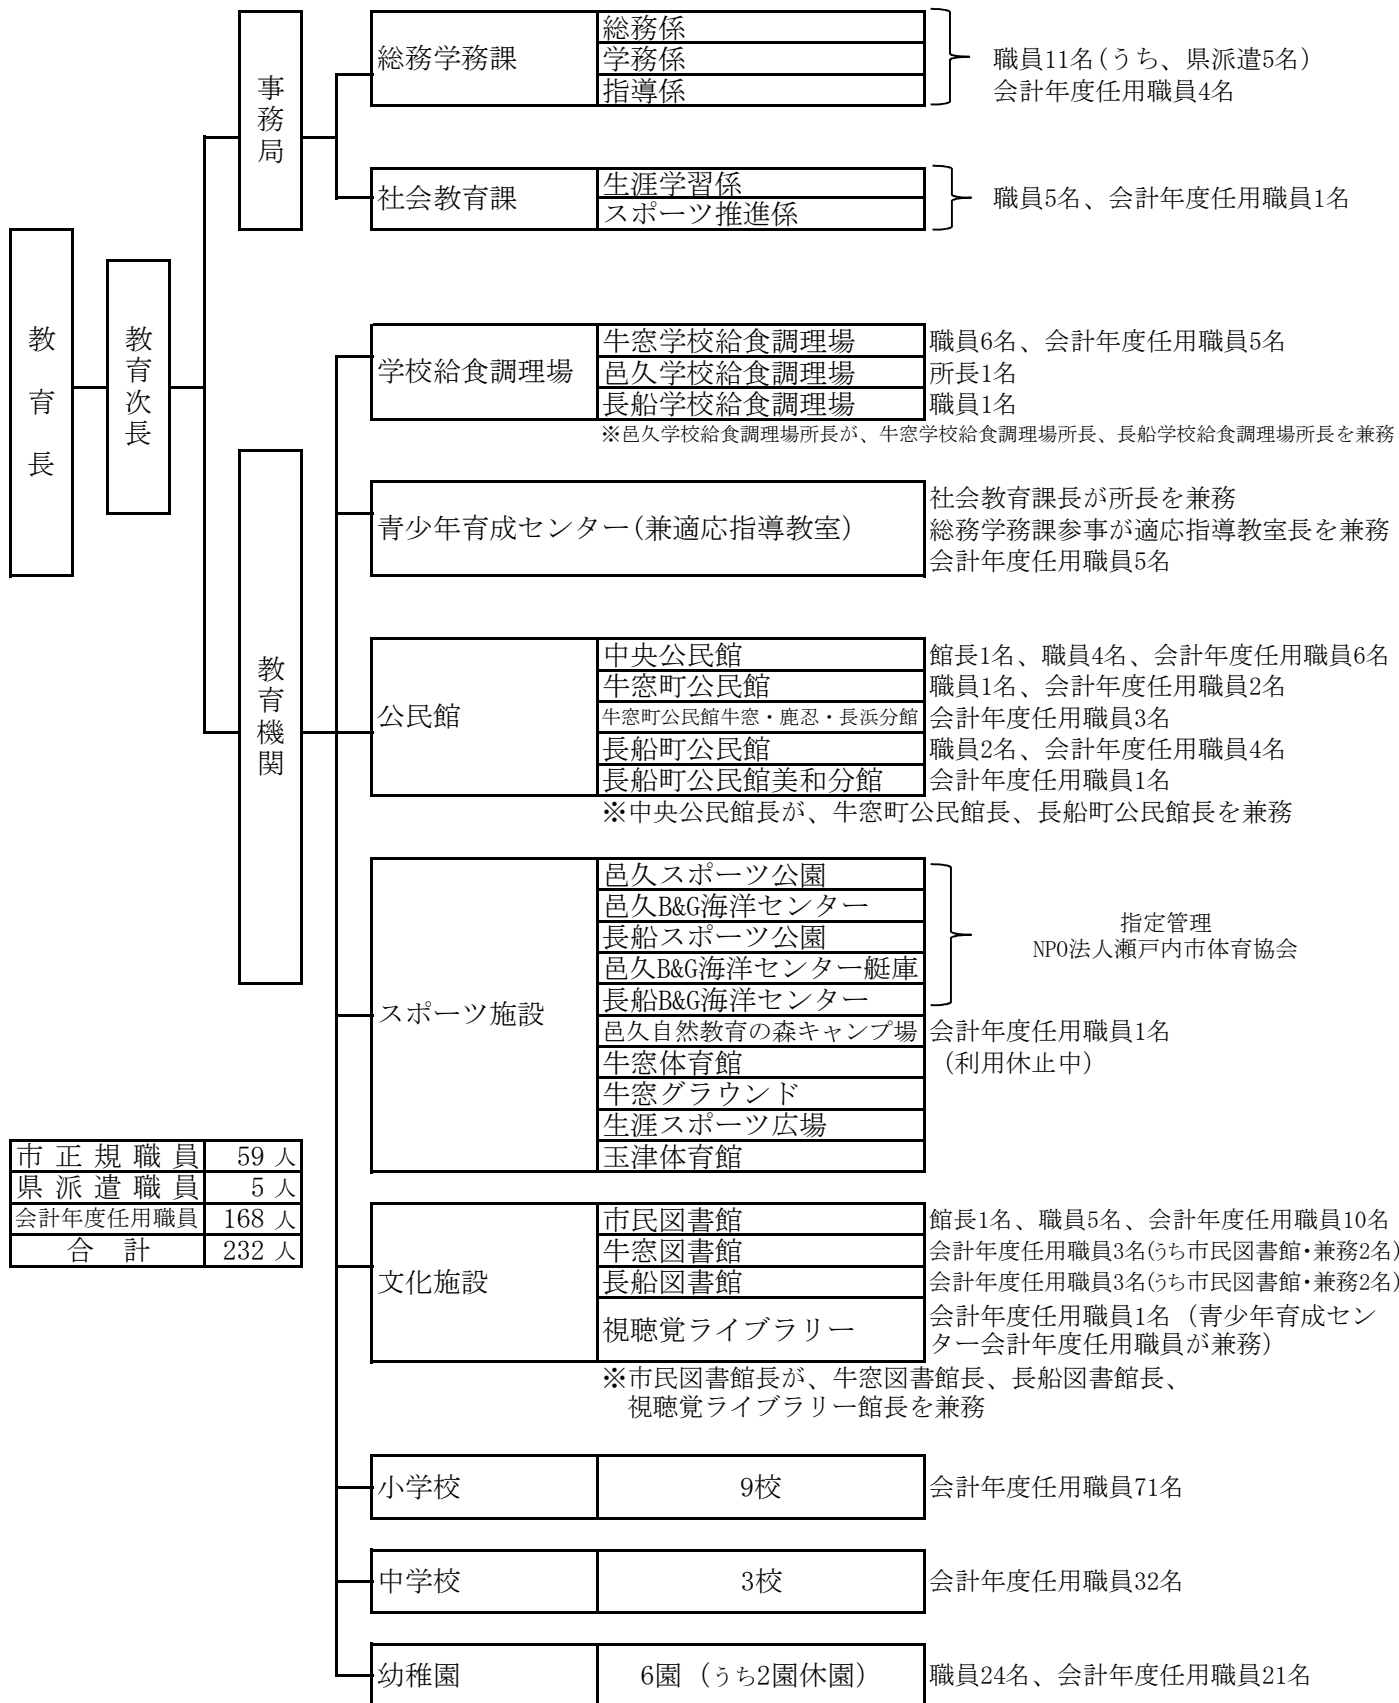 教育長
教育次長
事務局
総務学務課
総務係
学務係
指導係
職員11名(うち、県派遣5名)
会計年度任用職員4名
社会教育課
生涯学習係
スポーツ推進係
職員5名、会計年度任用職員1名
教育機関
学校給食調理場
牛窓学校給食調理場
職員6名、会計年度任用職員5名
邑久学校給食調理場
所長1名
長船学校給食調理場
職員1名
※邑久学校給食調理場所長が、牛窓学校給食調理場所長、長船学校給食調理場所長を兼務
青少年育成センター(兼適応指導教室)
社会教育課長が所長を兼務
総務学務課参事が適応指導教室長を兼務
会計年度任用職員5名
公民館
中央公民館
館長1名、職員4名、会計年度任用職員6名
牛窓町公民館
職員1名、会計年度任用職員2名
牛窓町公民館牛窓・鹿忍・長浜分館
会計年度任用職員3名
長船町公民館
職員2名、会計年度任用職員4名
長船町公民館美和分館
会計年度任用職員1名
※中央公民館長が、牛窓町公民館長、長船町公民館長を兼務
スポーツ施設
邑久スポーツ公園
邑久B&G海洋センター
長船スポーツ公園
邑久B&G海洋センター艇庫
長船B&G海洋センター
指定管理
NPO法人瀬戸内市体育協会
邑久自然教育の森キャンプ場
会計年度任用職員1名
牛窓体育館
(利用休止中)
牛窓グラウンド
生涯スポーツ広場
玉津体育館
市正規職員 59 人
県派遣職員 5 人
会計年度任用職員 168 人
合計 232 人
文化施設
市民図書館
館長1名、職員5名、会計年度任用職員10名
牛窓図書館
会計年度任用職員3名(うち市民図書館・兼務2名)
長船図書館
会計年度任用職員3名(うち市民図書館・兼務2名)
視聴覚ライブラリー
会計年度任用職員1名 (青少年育成セン
ター会計年度任用職員が兼務)
※市民図書館長が、牛窓図書館長、長船図書館長、
視聴覚ライブラリー館長を兼務
小学校
9校
会計年度任用職員71名
中学校
3校
会計年度任用職員32名
幼稚園
6園 (うち2園休園)
職員24名、会計年度任用職員21名